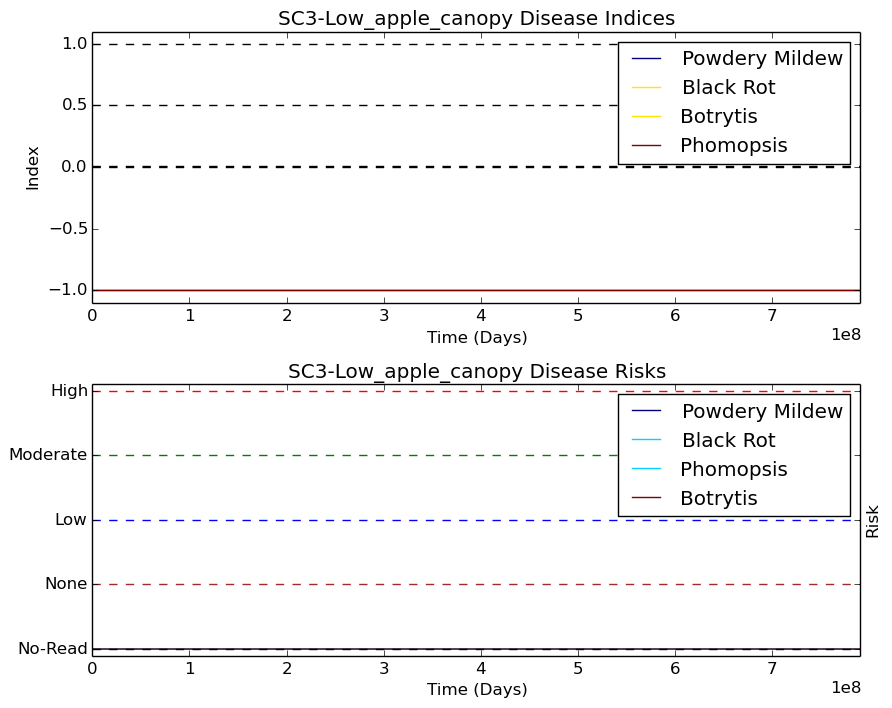 SC3-Low_apple_canopy Disease Indices
1.0
0.5
0.0
−0.5
−1.0
Index
Powdery Mildew
Black Rot
Botrytis
Phomopsis
0 1 2 3 4 5 6 7
1e8
Time (Days)
SC3-Low_apple_canopy Disease Risks
High
Moderate
Low
None
No-Read
Powdery Mildew
Black Rot
Phomopsis
Botrytis
Risk
0 1 2 3 4 5 6 7
1e8
Time (Days)